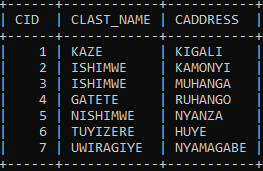 CID | CLAST_NAME | CADDRESS
1 | KAZE | KIGALI
2 | ISHIMWE | KAMONYI
3 | ISHIMWE | MUHANGA
4 | GATETE | RUHANGO
5 | NISHIMWE | NYANZA
6 | TUYIZERE | HUYE
7 | UWIRAGIYE | NYAMAGABE